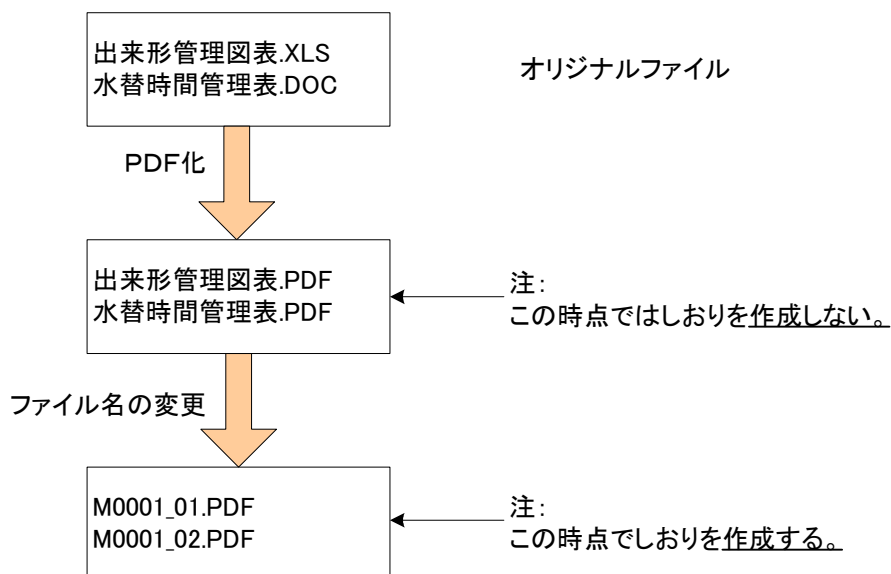 出来形管理図表.XLS
水替時間管理表.DOC
オリジナルファイル
PDF化
出来形管理図表.PDF
水替時間管理表.PDF
注：
この時点ではしおりを作成しない。
ファイル名の変更
M0001_01.PDF
M0001_02.PDF
注：
この時点でしおりを作成する。